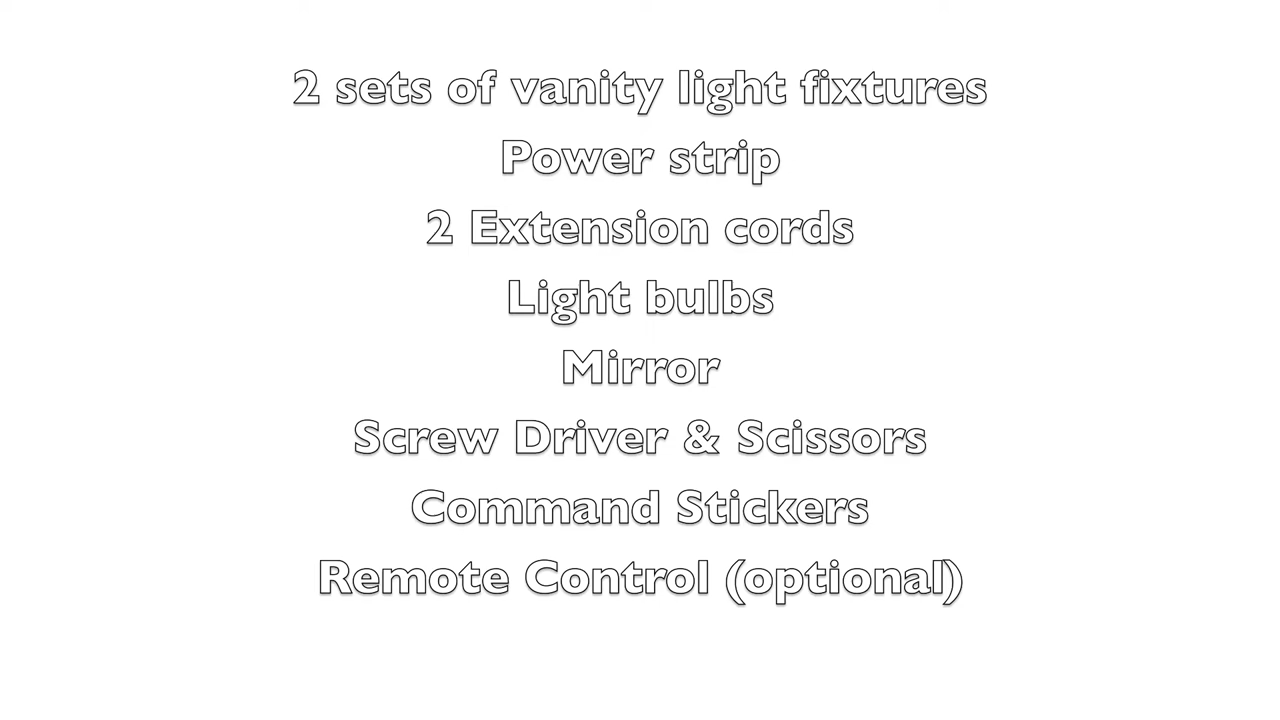 2 sets of vanity light fixtures
Power strip
2 Extension cords
Light bulbs
Mirror
Screw Driver & Scissors
Command Stickers
Remote Control (optional)